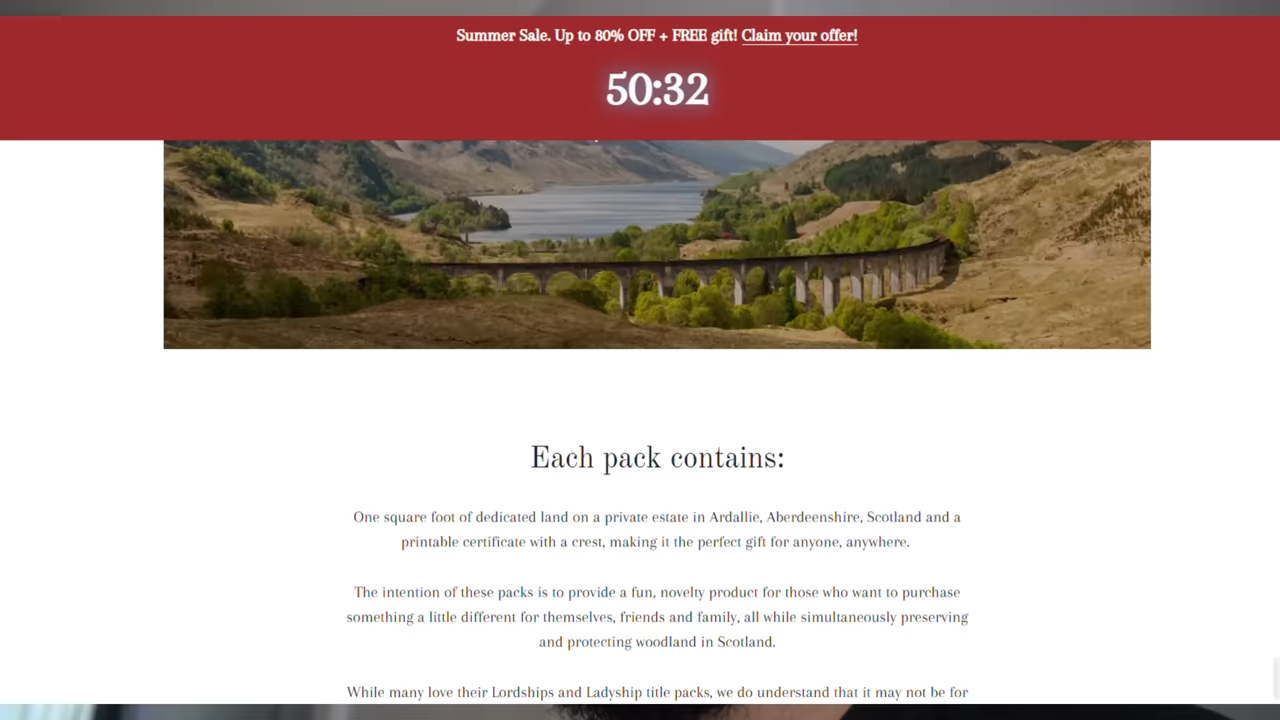 Summer Sale. Up to 80% OFF + FREE gift! Claim your offer!
50:32
Each pack contains:
One square foot of dedicated land on a private estate in Ardallie, Aberdeenshire, Scotland and a
printable certificate with a crest, making it the perfect gift for anyone, anywhere.
The intention of these packs is to provide a fun, novelty product for those who want to purchase
something a little different for themselves, friends and family, all while simultaneously preserving
and protecting woodland in Scotland.
While many love their Lordships and Ladyship title packs, we do understand that it may not be for